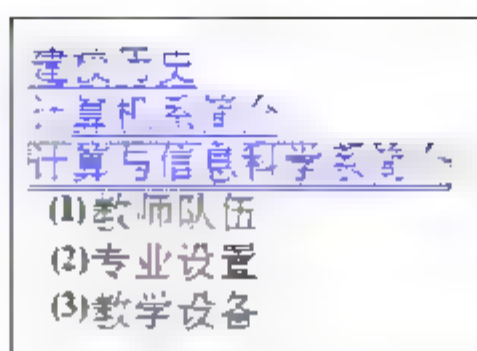 建校历史
计算机系简介
计算与信息科学系简介
(1)教师队伍
(2)专业设置
(3)教学设备